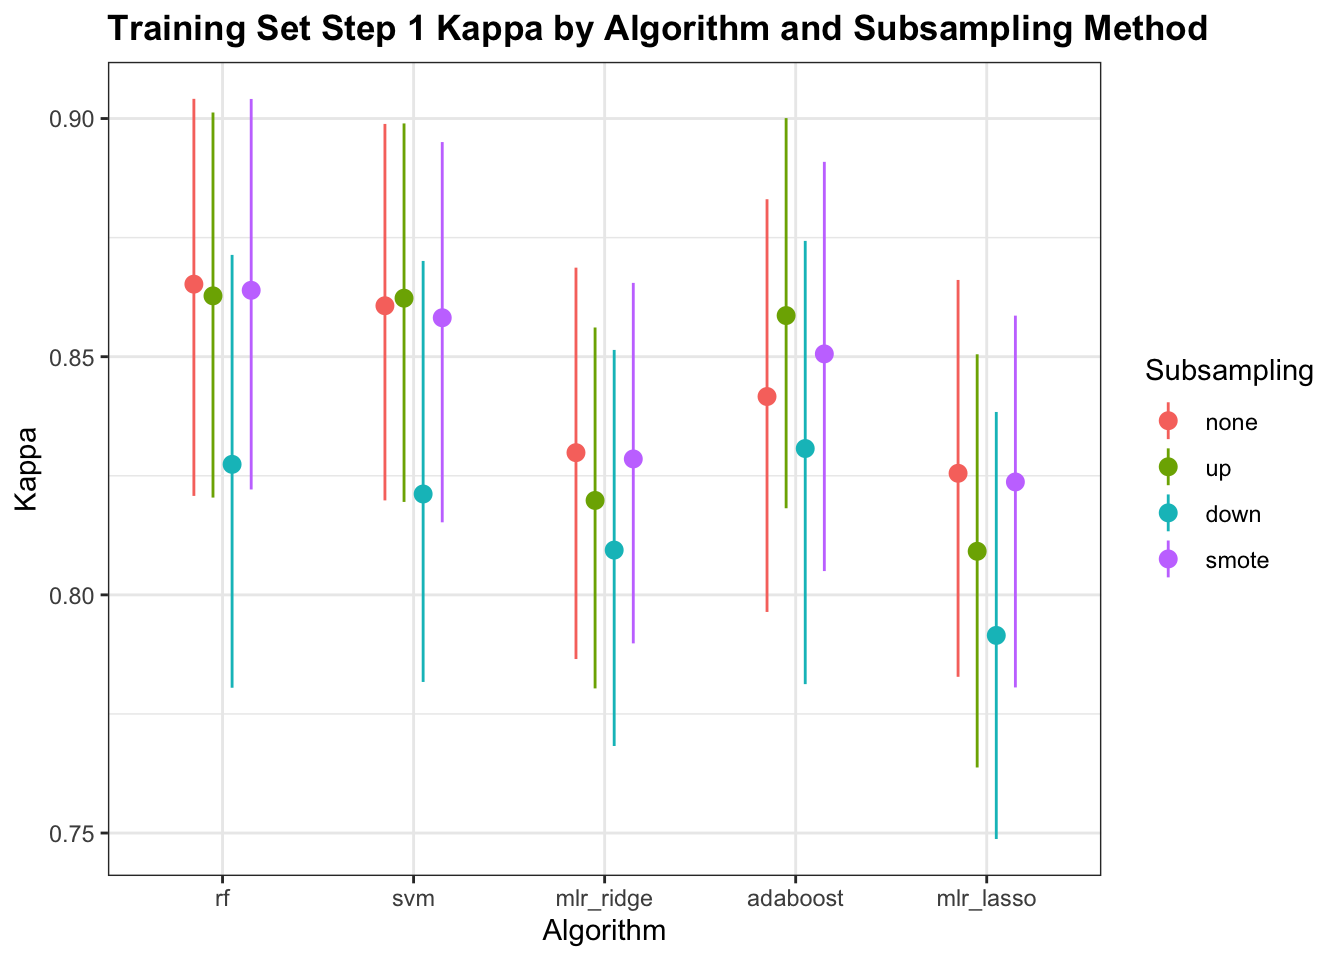 Training Set Step 1 Kappa by Algorithm and Subsampling Method
0.90
0.85
0.80
0.75
Kappa
rf svm mlr_ridge adaboost mlr_lasso
Algorithm
Subsampling
none
up
down
smote